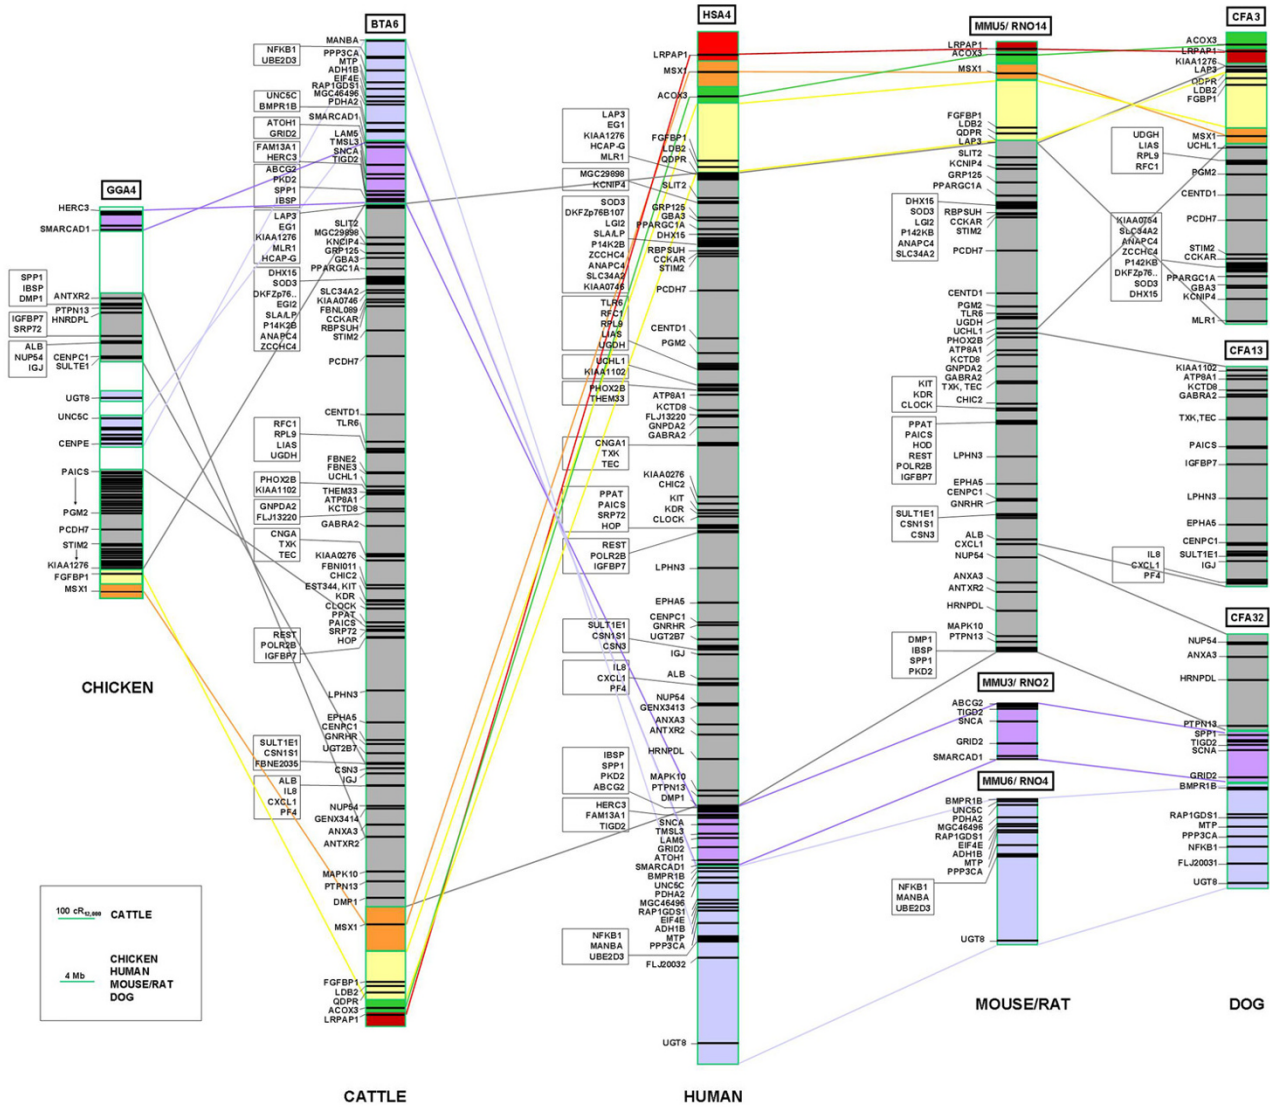 GGA4
HERC3
SMARCAD1
SPP1
IBSP
DMP1
ANTXR2
PTPN13
HNRDPL
IGFBP7
SRP72
ALB
NUP54
IGJ
CENPC1
SULTE1
UGT8
UNC5C
CENPE
PAICS
PGM2
PCDH7
STIM2
KIAA1276
FGFBP1
MSX1
CHICKEN
100 cR12,000 CATTLE
4 Mb
CHICKEN
HUMAN
MOUSE/RAT
DOG
BTA6
MANBA
NFKB1
UBE2D3
PPP3CA
MTP
ADH1B
EIF4E
RAP1GDS1
MGC46496
PDHA2
UNC5C
BMPR1B
SMARCAD1
ATOH1
GRID2
LAM5
TMSL3
FAM13A1
HERC3
SNCA
TIGD2
ABCG2
PKD2
SPP1
IBSP
LAP3
EG1
KIAA1276
MLR1
HCAP-G
SLIT2
MGC29898
KNCIP4
GRP125
GBA3
PPARGC1A
DHX15
SOD3
DKFZp76..
EGI2
SLA/LP
P14K2B
ANAPC4
ZCCHC4
SLC34A2
KIAA0746
FBNL089
CCKAR
RBPSUH
STIM2
PCDH7
CENTD1
TLR6
RFC1
RPL9
LIAS
UGDH
FBNE2
FBNE3
UCHL1
PHOX2B
KIAA1102
THEM33
ATP8A1
KCTD8
GNPDA2
FLJ13220
GABRA2
CNGA
TXK
TEC
KIAA0276
FBNI011
CHIC2
EST344, KIT
KDR
CLOCK
PPAT
PAICS
SRP72
HOP
REST
POLR2B
IGFBP7
LPHN3
EPHA5
CENPC1
GNRHR
UGT2B7
SULT1E1
CSN1S1
FBNE2035
CSN3
IGJ
ALB
IL8
CXCL1
PF4
NUP54
GENX3414
ANXA3
ANTXR2
MAPK10
PTPN13
DMP1
MSX1
FGFBP1
LDB2
QDPR
ACOX3
LRPAP1
CATTLE
HSA4
LRPAP1
MSX1
ACOX3
LAP3
EG1
KIAA1276
HCAP-G
MLR1
FGFBP1
LDB2
QDPR
MGC29898
KCNIP4
SLIT2
SOD3
DKFZp76B107
LGI2
SLA/LP
P14K2B
ZCCHC4
ANAPC4
SLC34A2
KIAA0746
GRP125
GBA3
PPARGC1A
DHX15
RBPSUH
CCKAR
STIM2
PCDH7
TLR6
RFC1
RPL9
LIAS
UGDH
CENTD1
PGM2
UCHL1
KIAA1102
PHOX2B
THEM33
ATP8A1
KCTD8
FLJ13220
GNPDA2
GABRA2
CNGA1
TXK
TEC
KIAA0276
CHIC2
KIT
KDR
CLOCK
PPAT
PAICS
SRP72
HOP
REST
POLR2B
IGFBP7
LPHN3
EPHA5
CENPC1
GNRHR
UGT2B7
SULT1E1
CSN1S1
CSN3
IGJ
IL8
CXCL1
PF4
ALB
NUP54
GENX3413
ANXA3
ANTXR2
HRNPDL
IBSP
SPP1
PKD2
ABCG2
MAPK10
PTPN13
DMP1
HERC3
FAM13A1
TIGD2
SNCA
TMSL3
LAM5
GRID2
ATOH1
SMARCAD1
BMPR1B
UNC5C
PDHA2
MGC46496
RAP1GDS1
EIF4E
ADH1B
MTP
PPP3CA
NFKB1
MANBA
UBE2D3
FLJ20032
UGT8
HUMAN
MMU5/ RNO14
LRPAP1
ACOX3
MSX1
FGFBP1
LDB2
QDPR
LAP3
SLIT2
KCNIP4
GRP125
PPARGC1A
DHX15
SOD3
LGI2
P142KB
ANAPC4
SLC34A2
RBPSUH
CCKAR
STIM2
PCDH7
CENTD1
PGM2
TLR6
UGDH
UCHL1
PHOX2B
ATP8A1
KCTD8
GNPDA2
GABRA2
TXK, TEC
CHIC2
KIT
KDR
CLOCK
PPAT
PAICS
HOD
REST
POLR2B
IGFBP7
LPHN3
EPHA5
CENPC1
GNRHR
SULT1E1
CSN1S1
CSN3
ALB
CXCL1
NUP54
ANXA3
ANTXR2
HRNPDL
MAPK10
PTPN13
DMP1
IBSP
SPP1
PKD2
MMU3/ RNO2
ABCG2
TIGD2
SNCA
GRID2
SMARCAD1
MMU6/ RNO4
BMPR1B
UNC5C
PDHA2
MGC46496
RAP1GDS1
EIF4E
ADH1B
MTP
PPP3CA
NFKB1
MANBA
UBE2D3
UGT8
MOUSE/RAT
CFA3
ACOX3
LRPAP1
KIAA1276
LAP3
QDPR
LDB2
FGBP1
MSX1
UCHL1
UDGH
LIAS
RPL9
RFC1
PGM2
CENTD1
PCDH7
KIAA0754
SLC34A2
ANAPC4
ZCCHC4
P142KB
DKFZp76..
SOD3
DHX15
STIM2
CCKAR
PPARGC1A
GBA3
KCNIP4
MLR1
CFA13
KIAA1102
ATP8A1
KCTD8
GABRA2
TXK,TEC
PAICS
IGFBP7
LPHN3
EPHA5
CENPC1
SULT1E1
IGJ
IL8
CXCL1
PF4
CFA32
NUP54
ANXA3
HRNPDL
PTPN13
SPP1
TIGD2
SCNA
GRID2
BMPR1B
RAP1GDS1
MTP
PPP3CA
NFKB1
FLJ20031
UGT8
DOG